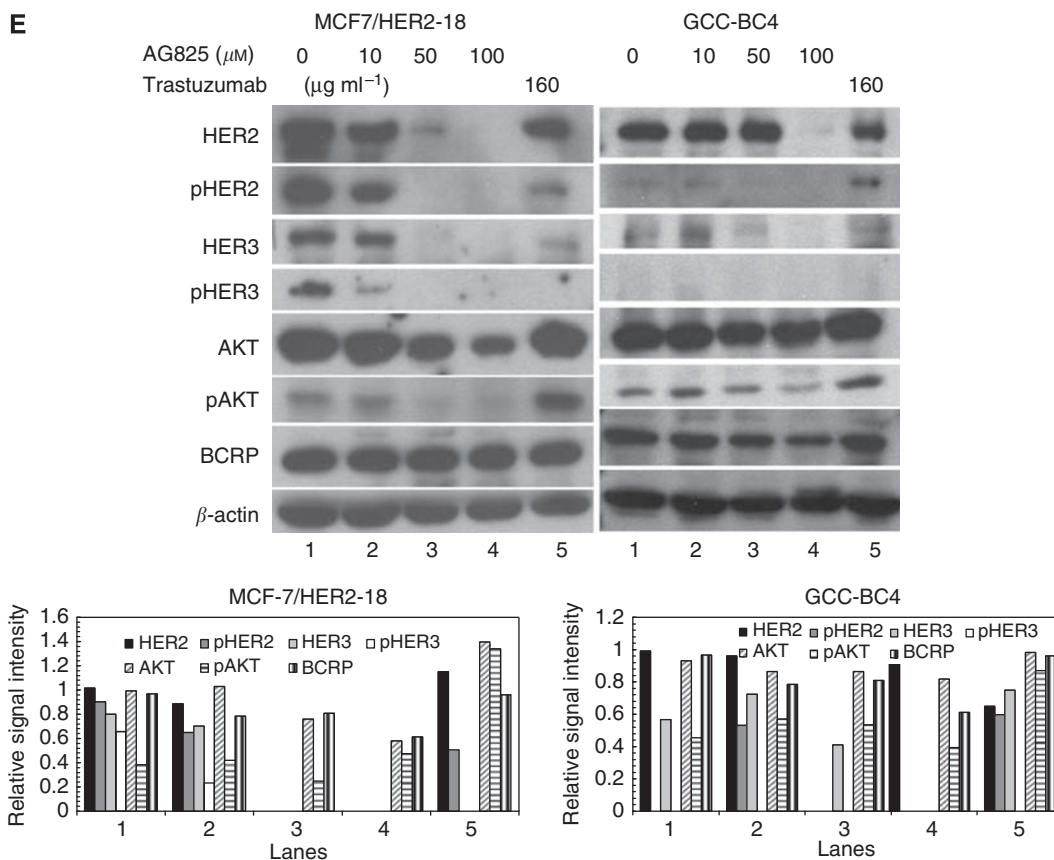 E
MCF7/HER2-18 GCC-BC4
AG825 (µM) 0 10 50 100 0 10 50 100
Trastuzumab (µg ml−1) 160 160
HER2
pHER2
HER3
pHER3
AKT
pAKT
BCRP
β-actin
1 2 3 4 5 1 2 3 4 5
MCF-7/HER2-18
Relative signal intensity
1.6
1.4
1.2
1
0.8
0.6
0.4
0.2
0
HER2 pHER2 HER3 pHER3
AKT pAKT BCRP
1 2 3 4 5
Lanes
GCC-BC4
Relative signal intensity
1.2
1
0.8
0.6
0.4
0.2
0
HER2 pHER2 HER3 pHER3
AKT pAKT BCRP
1 2 3 4 5
Lanes